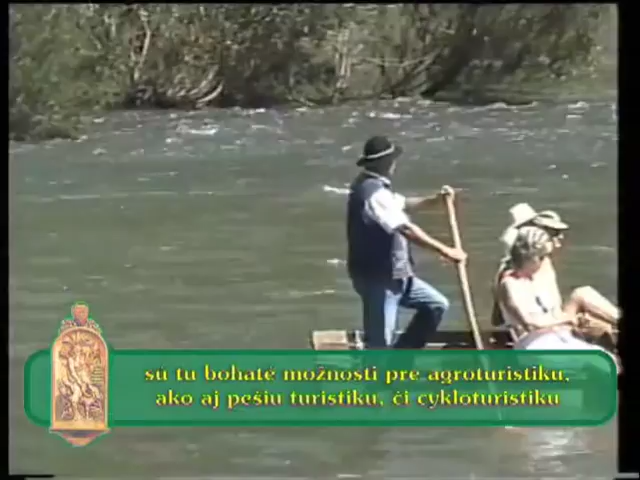 sú tu bohaté možnosti pre agroturistiku,
ako aj pešiu turistiku, či cykloturistiku